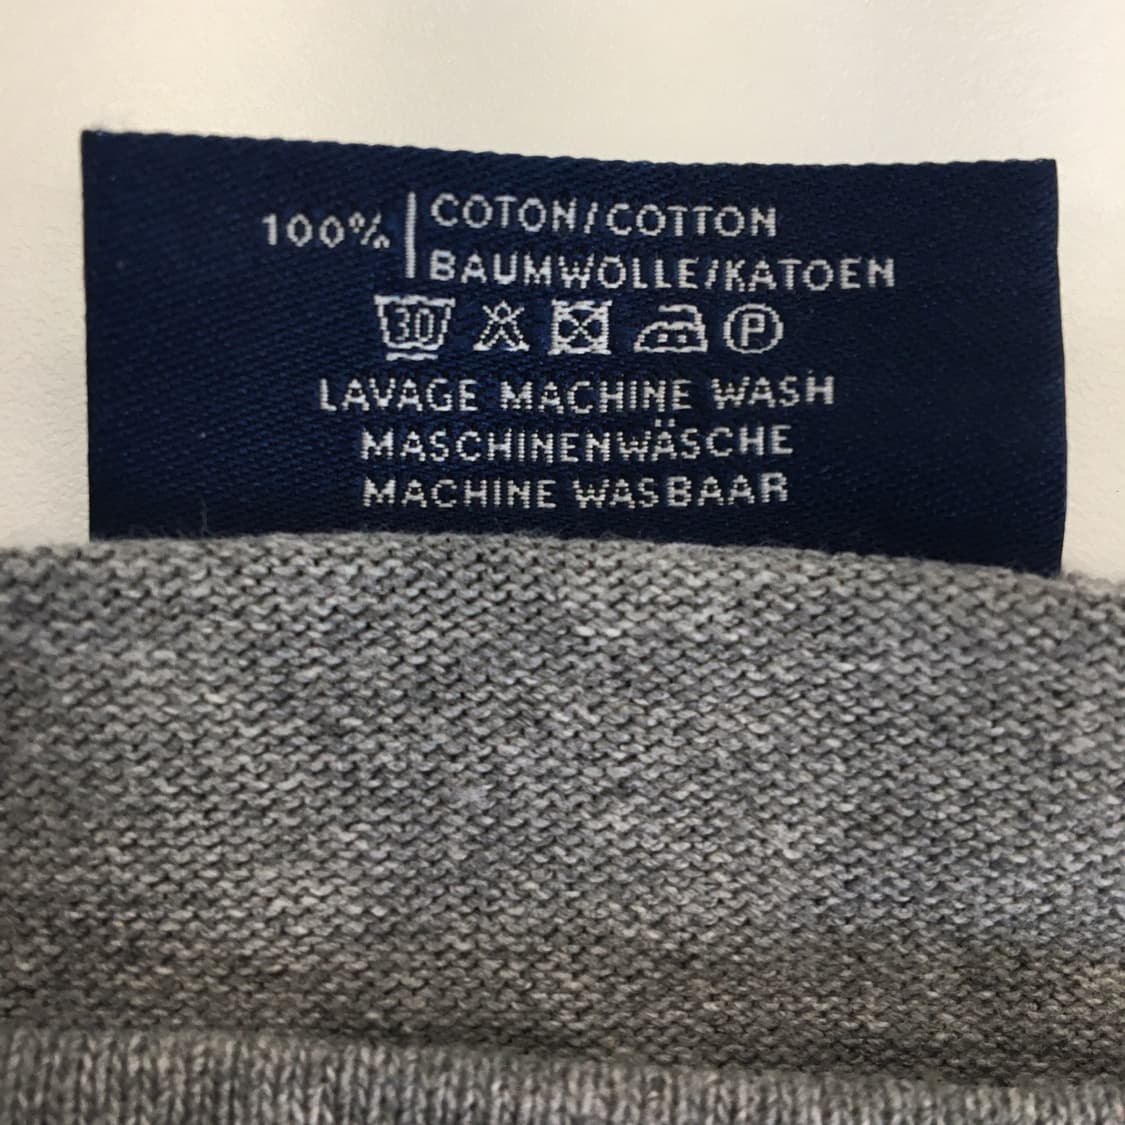 100% COTON/COTTON
BAUMWOLLE/KATOEN
30 P
LAVAGE MACHINE WASH
MASCHINENWÄSCHE
MACHINE WASBAAR